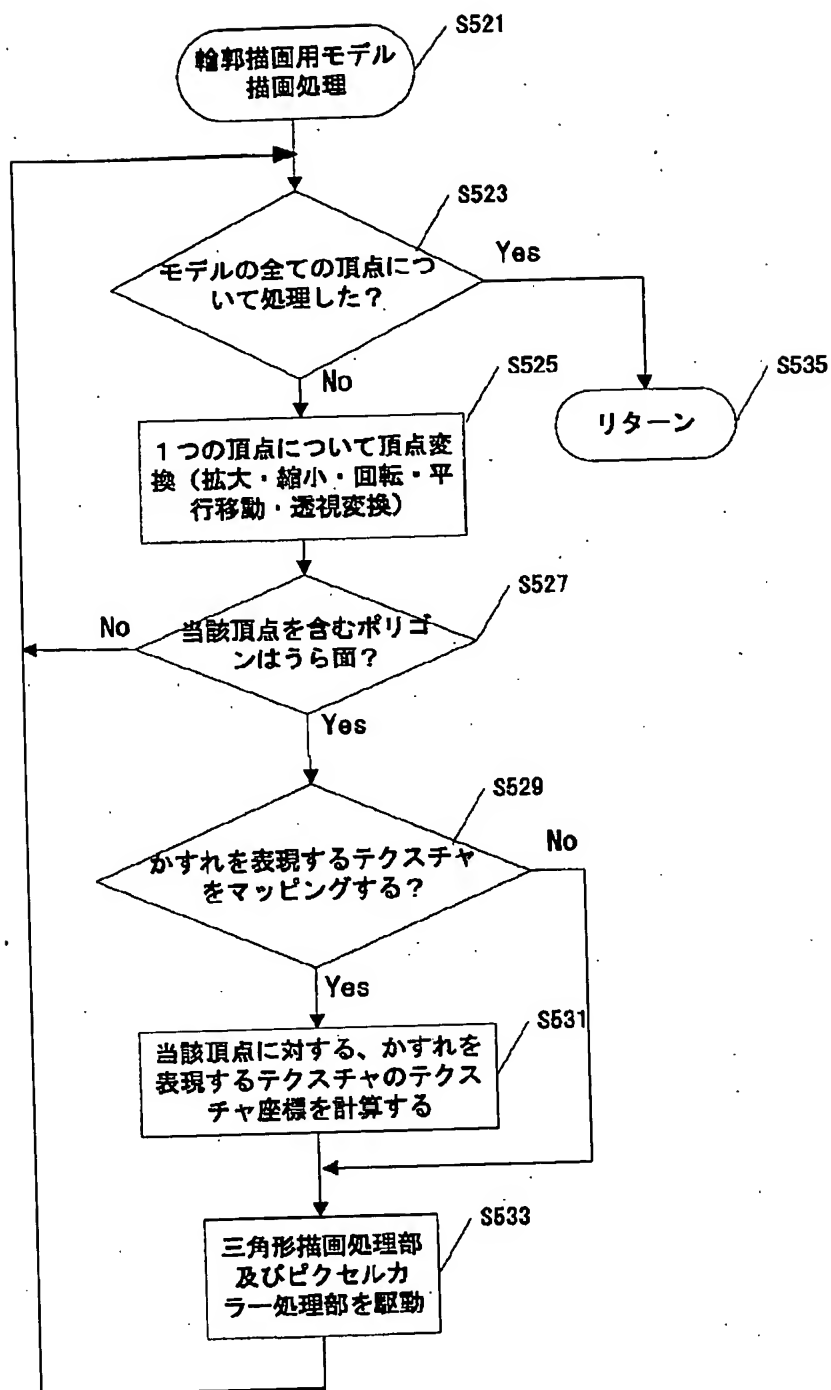 S521
輪郭描画用モデル
描画処理
S523
モデルの全ての頂点につ
いて処理した？
Yes
No
S525
１つの頂点について頂点変
換（拡大・縮小・回転・平
行移動・透視変換）
S535
リターン
S527
当該頂点を含むポリゴ
ンはうら面？
No
Yes
S529
かすれを表現するテクスチャ
をマッピングする？
No
Yes
S531
当該頂点に対する、かすれを
表現するテクスチャのテクス
チャ座標を計算する
S533
三角形描画処理部
及びピクセルカ
ラー処理部を駆動